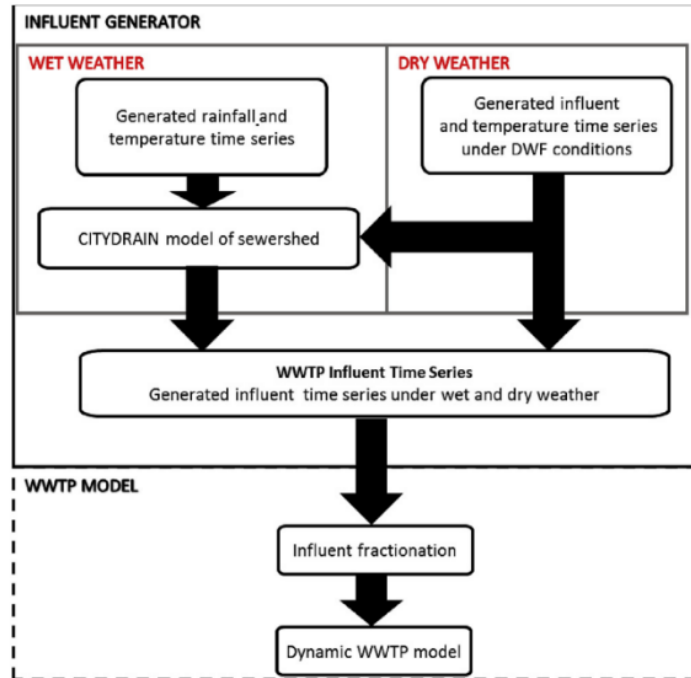 INFLUENT GENERATOR
WET WEATHER
Generated rainfall and
temperature time series
CITYDRAIN model of sewershed
DRY WEATHER
Generated influent
and temperature time series
under DWF conditions
WWTP Influent Time Series
Generated influent time series under wet and dry weather
WWTP MODEL
Influent fractionation
Dynamic WWTP model